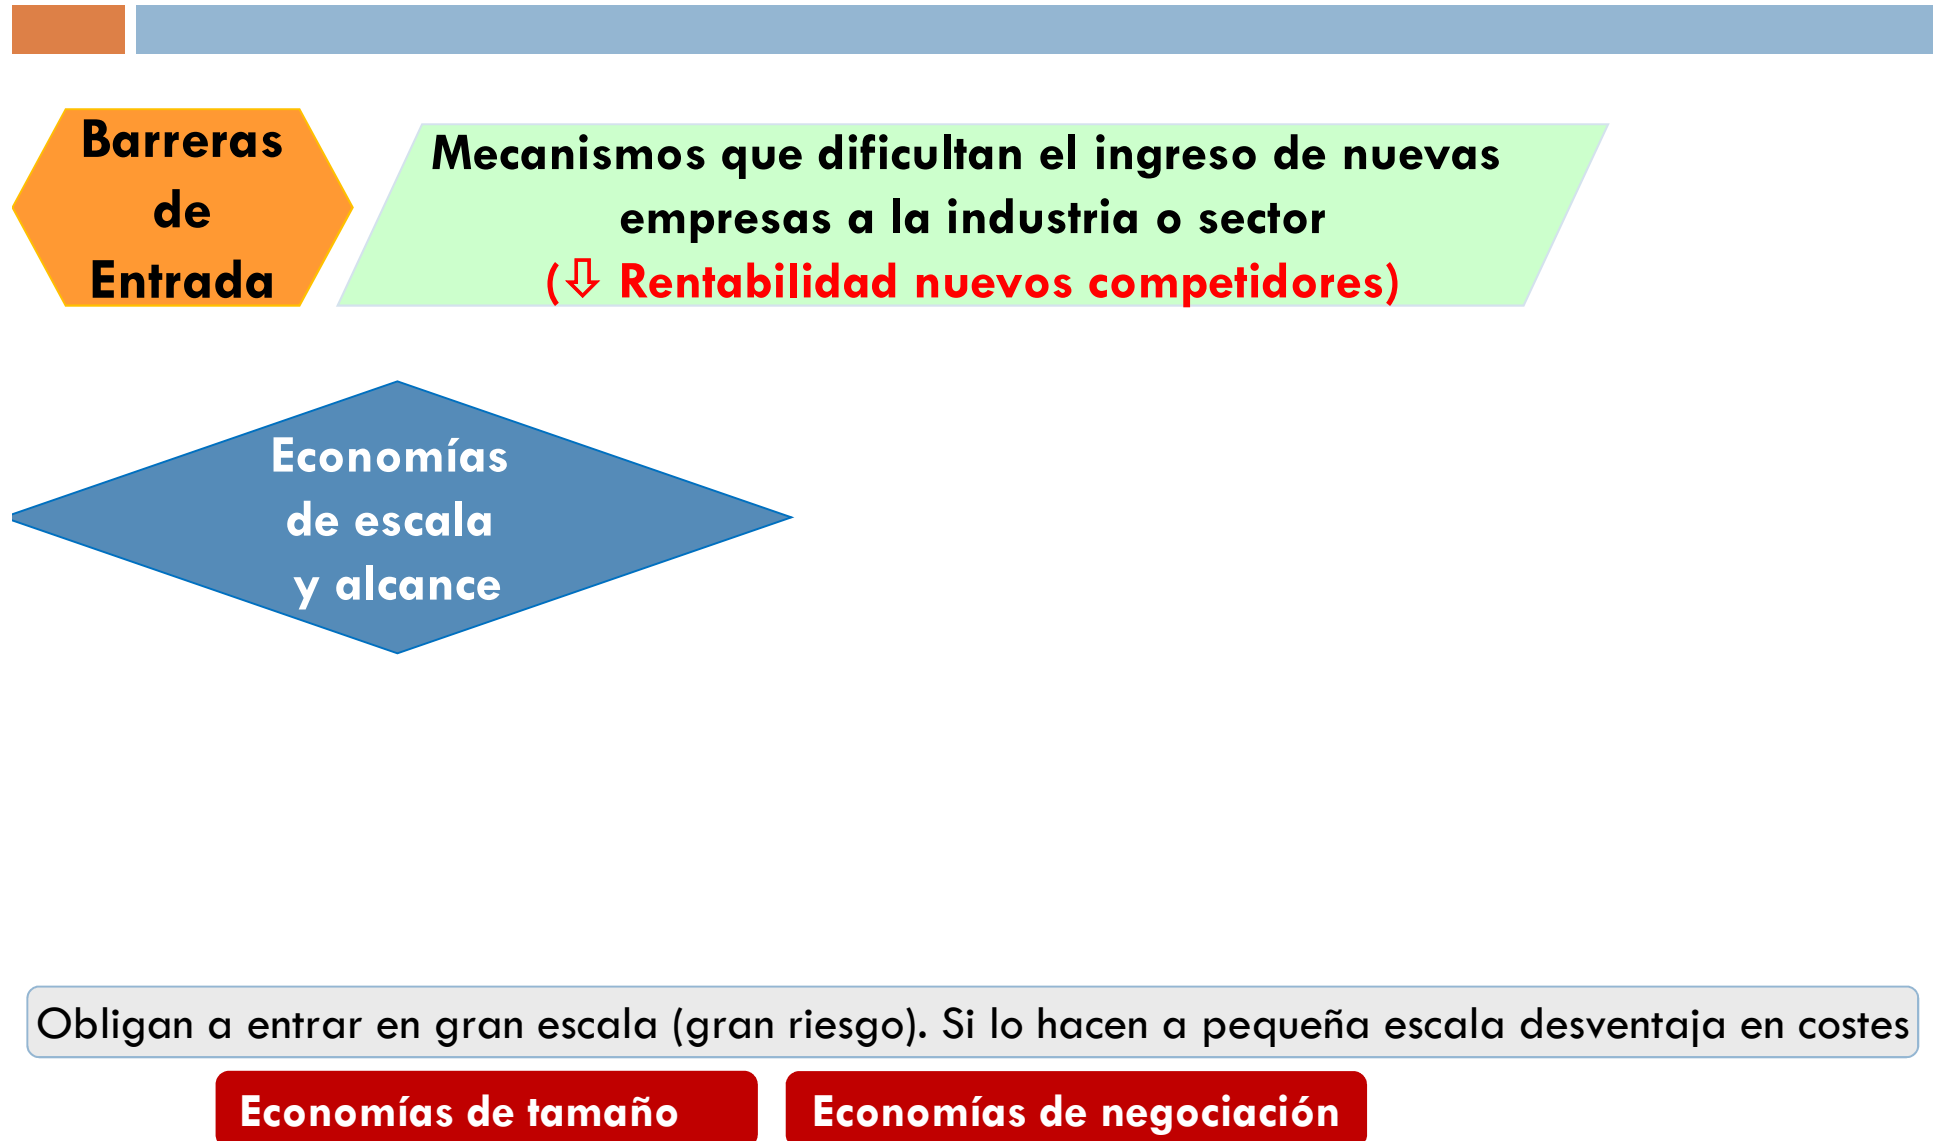 Barreras
de
Entrada
Mecanismos que dificultan el ingreso de nuevas
empresas a la industria o sector
(⇩ Rentabilidad nuevos competidores)
Economías
de escala
y alcance
Obligan a entrar en gran escala (gran riesgo). Si lo hacen a pequeña escala desventaja en costes
Economías de tamaño
Economías de negociación